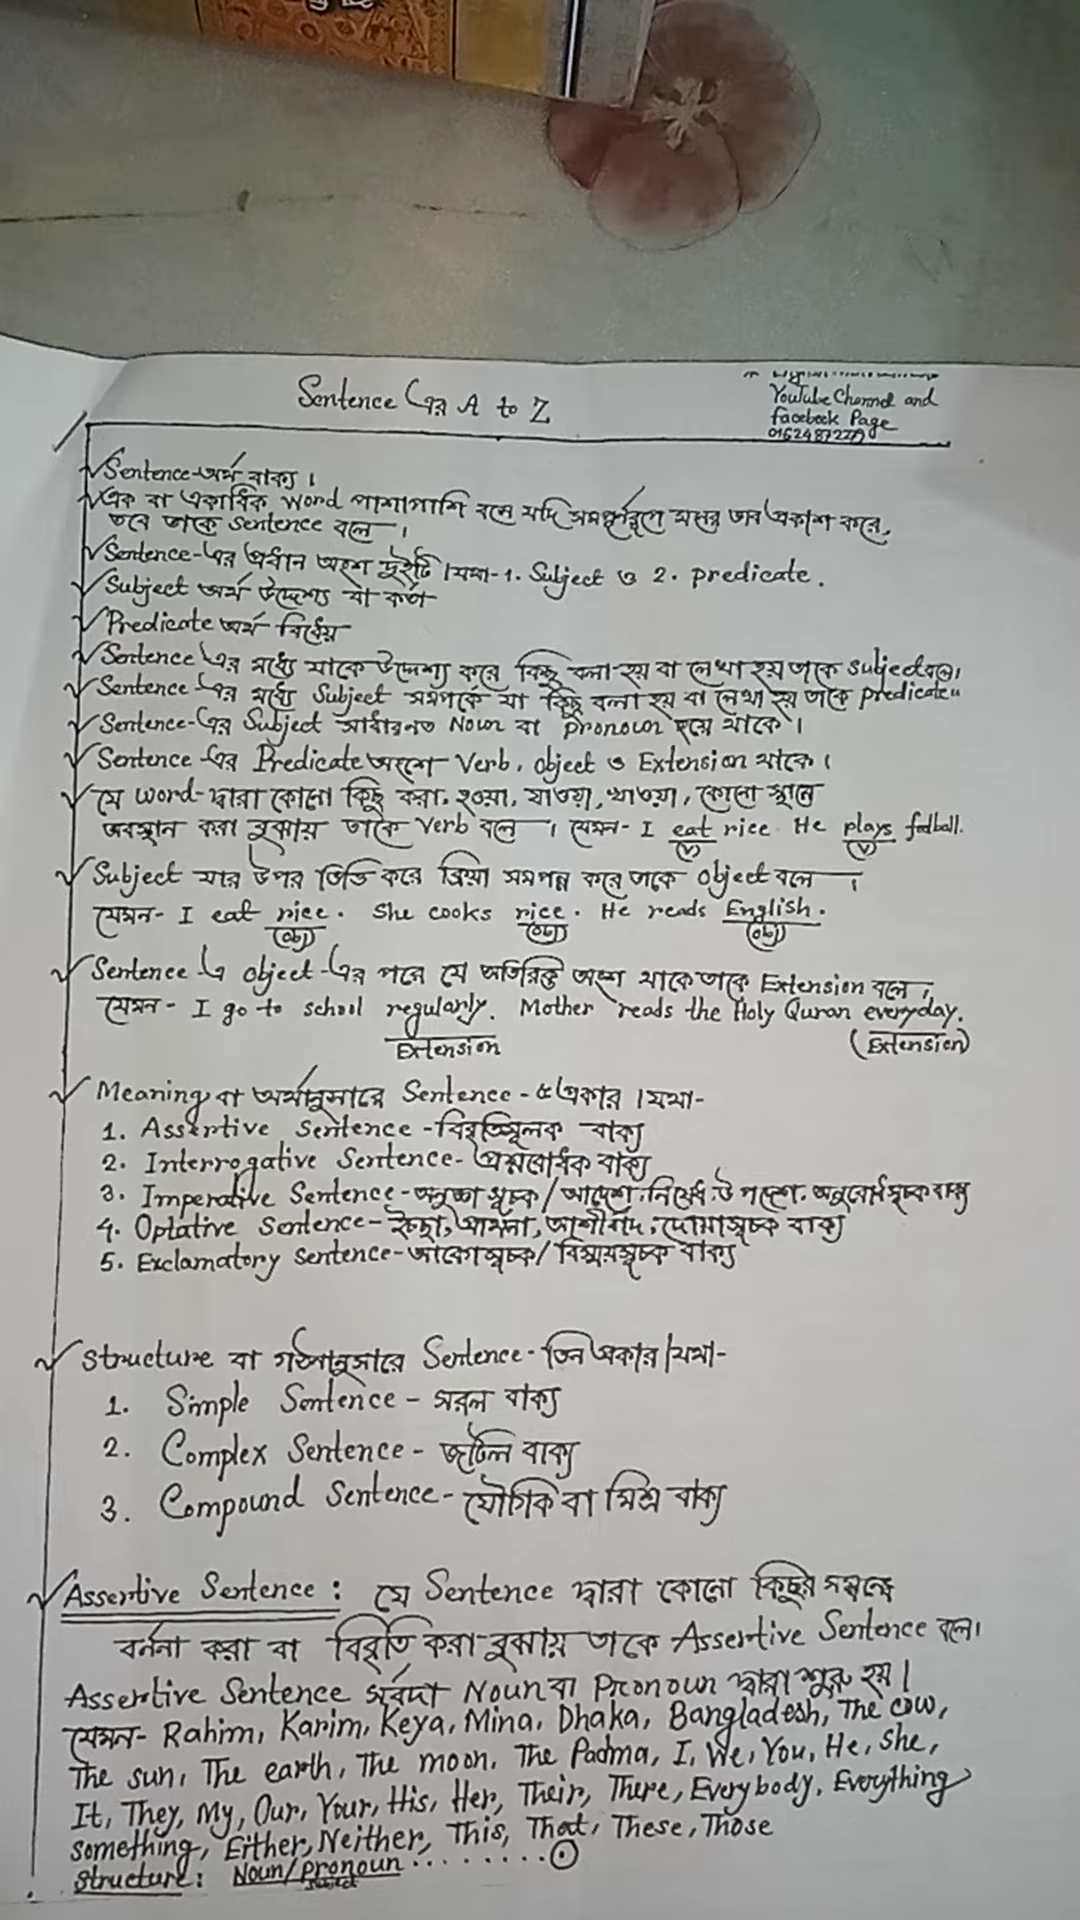 Sentence এর A to Z
YouTube Channel and
facebook Page
Sentence-অর্থ বাক্য।
এক বা একাধিক word পাশাপাশি বসে যদি সম্পূর্ণরূপে মনের ভাব প্রকাশ করে,
তবে তাকে sentence বলে।
Sentence-এর প্রধান অংশ দুইটি।যথা-1. Subject ও 2. predicate.
Subject অর্থ উদ্দেশ্য বা কর্তা
Predicate অর্থ বিধেয়
Sentence এর মধ্যে যাকে উদ্দেশ্য করে কিছু বলা হয় বা লেখা হয় তাকে subject বলে।
Sentence এর মধ্যে Subject সম্পর্কে যা কিছু বলা হয় বা লেখা হয় তাকে predicate "
Sentence-এর Subject সাধারনত Noun বা pronoun হয়ে থাকে।
Sentence এর Predicate অংশে Verb, object ও Extension থাকে।
যে word-দ্বারা কোনো কিছু করা, হওয়া, যাওয়া, খাওয়া, কোনো স্থানে
অবস্থান করা বুঝায় তাকে Verb বলে। যেমন- I eat rice. He plays football.
(v) (v)
Subject যার উপর ভিত্তি করে ক্রিয়া সমপন্ন করে তাকে object বলে।
যেমন- I eat rice. She cooks rice. He reads English.
(obj) (obj) (obj)
Sentence এ object-এর পরে যে অতিরিক্ত অংশ থাকে তাকে Extension বলে।
যেমন- I go to school regularly. Mother reads the Holy Quran everyday.
Extension (Extension)
Meaning বা অর্থানুসারে Sentence-৫ প্রকার।যথা-
1. Assertive Sentence-বিবৃতিমূলক বাক্য
2. Interrogative Sentence-প্রশ্নবোধক বাক্য
3. Imperative Sentence-অনুজ্ঞা সূচক/আদেশ,নিষেধ,উপদেশ,অনুরোধসূচক বাক্য
4. Optative Sentence-ইচ্ছা,প্রার্থনা,আশীর্বাদ,দোয়াসূচক বাক্য
5. Exclamatory Sentence-আবেগসূচক/বিস্ময়সূচক বাক্য
Structure বা গঠনানুসারে Sentence-তিন প্রকার।যথা-
1. Simple Sentence - সরল বাক্য
2. Complex Sentence - জটিল বাক্য
3. Compound Sentence - যৌগিক বা মিশ্র বাক্য
Assertive Sentence: যে Sentence দ্বারা কোনো কিছুর সম্বন্ধে
বর্ননা করা বা বিবৃতি করা বুঝায় তাকে Assertive Sentence বলে।
Assertive Sentence সর্বদা Noun বা Pronoun দ্বারা শুরু হয়।
যেমন- Rahim, Karim, Keya, Mina, Dhaka, Bangladesh, The cow,
The sun, The earth, The moon, The Padma, I, We, You, He, She,
It, They, My, Our, Your, His, Her, Their, There, Everybody, Everything
something, Either, Neither, This, That, These, Those
Structure: Noun/Pronoun .........⊙